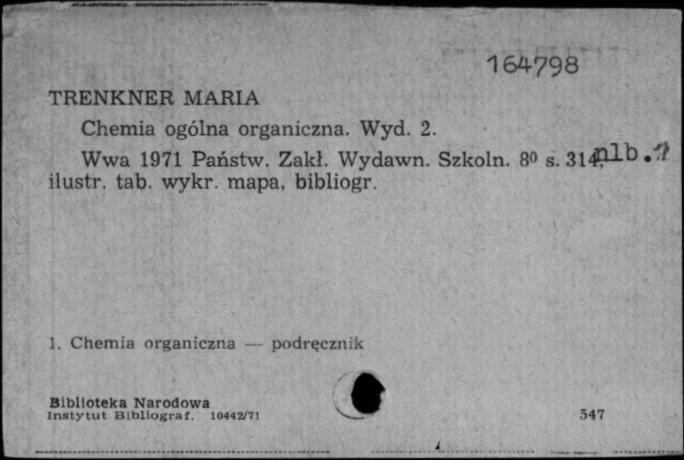 164798
TRENKNER MARIA
Chemia ogólna organiczna. Wyd. 2.
Wwa 1971 Państw. Zakł. Wydawn. Szkoln. 8⁰ s. 314, nlb.
ilustr. tab. wykr. mapa, bibliogr.
1. Chemia organiczna — podręcznik
Biblioteka Narodowa
Instytut Bibliograf. 10442/71
547